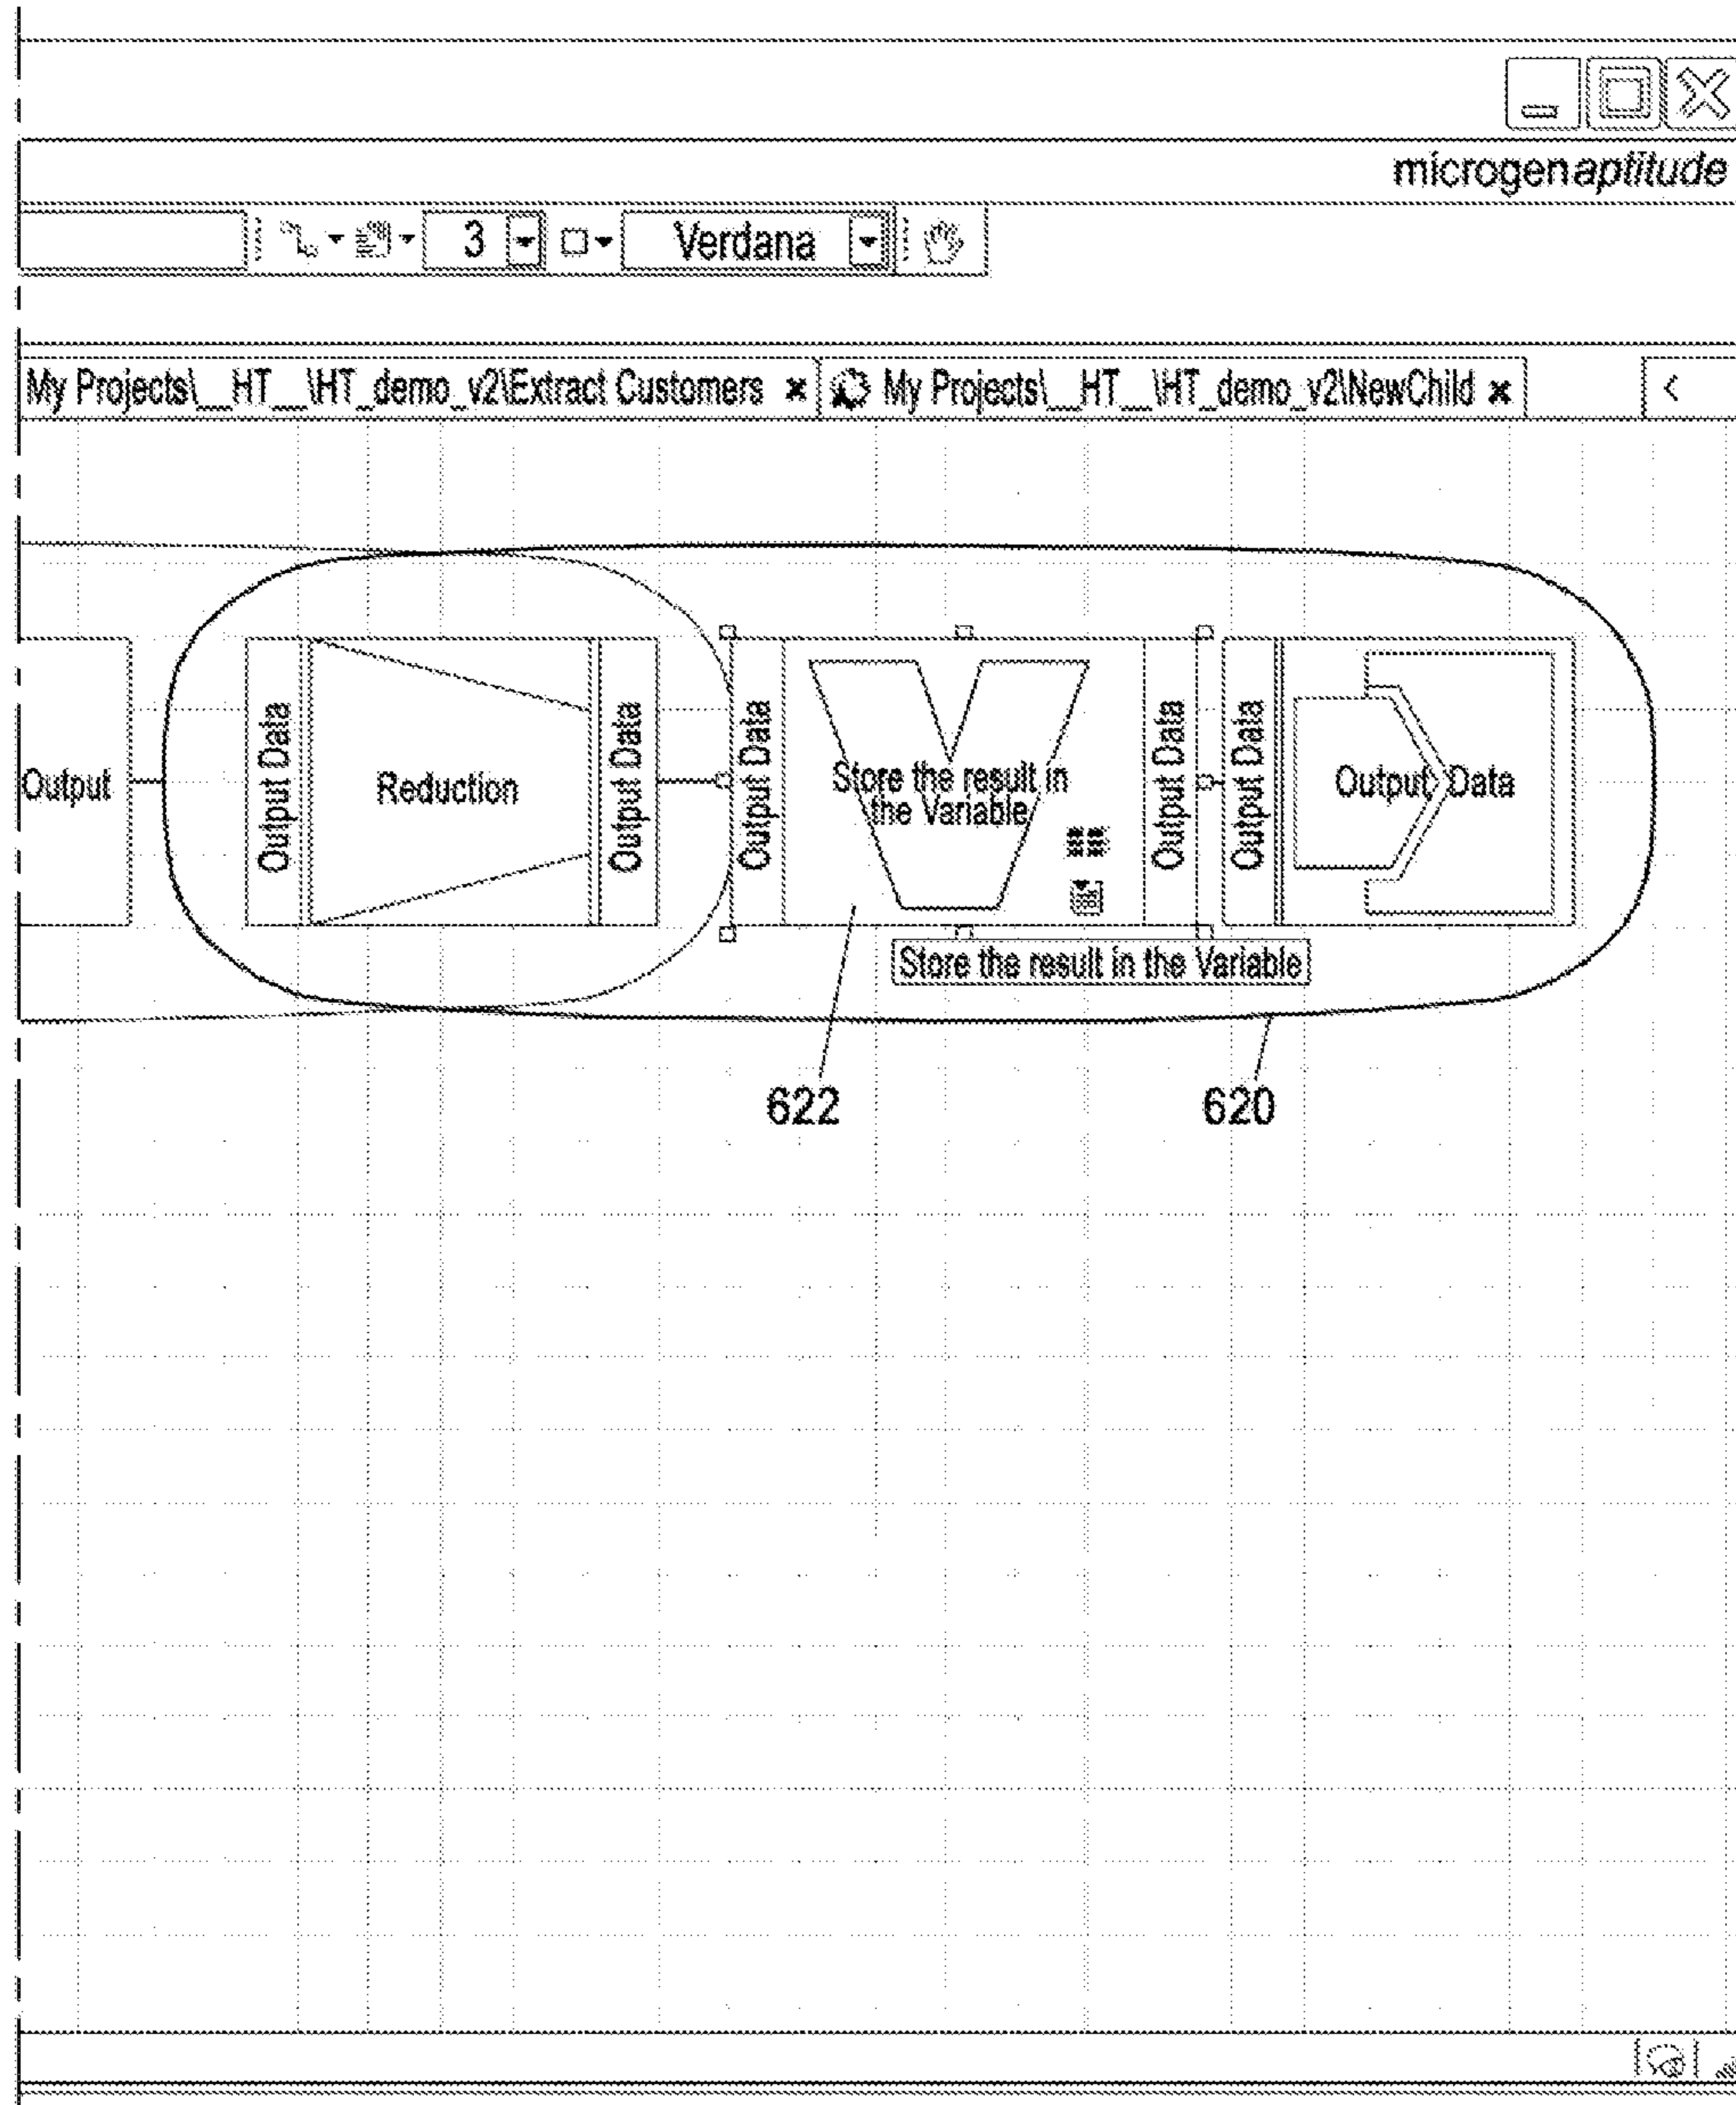 microgenaptitude
3 Verdana
My Projects\__HT__\HT_demo_v2\Extract Customers x My Projects\__HT__\HT_demo_v2\NewChild x <
Output
Output Data
Reduction
Output Data
Output Data
Store the result in
the Variable
Output Data
Output Data
Output Data
Store the result in the Variable
622
620